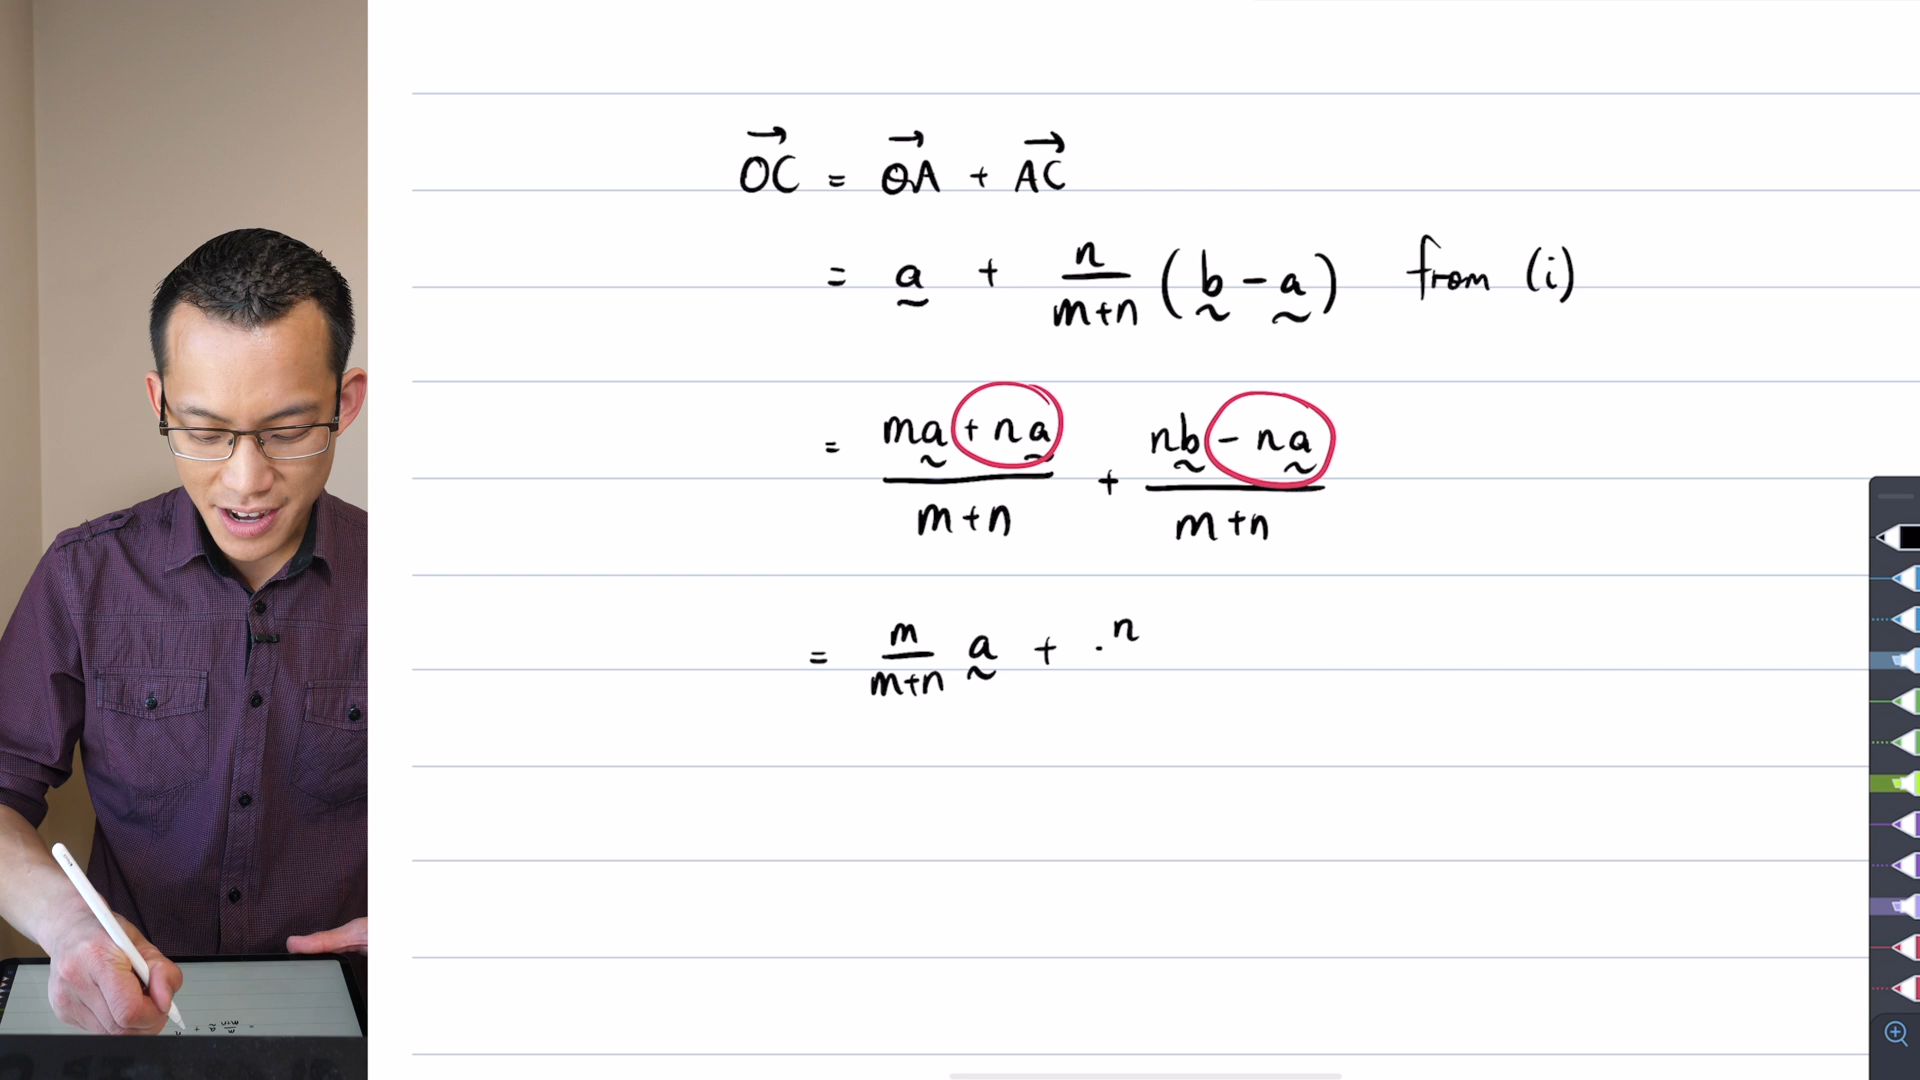 → → →
OC = OA + AC
= a + n/m+n (b - a) from (i)
~ ~ ~
= ma + na / m+n + nb - na / m+n
~ ~ ~ ~
= m/m+n a + . n
~